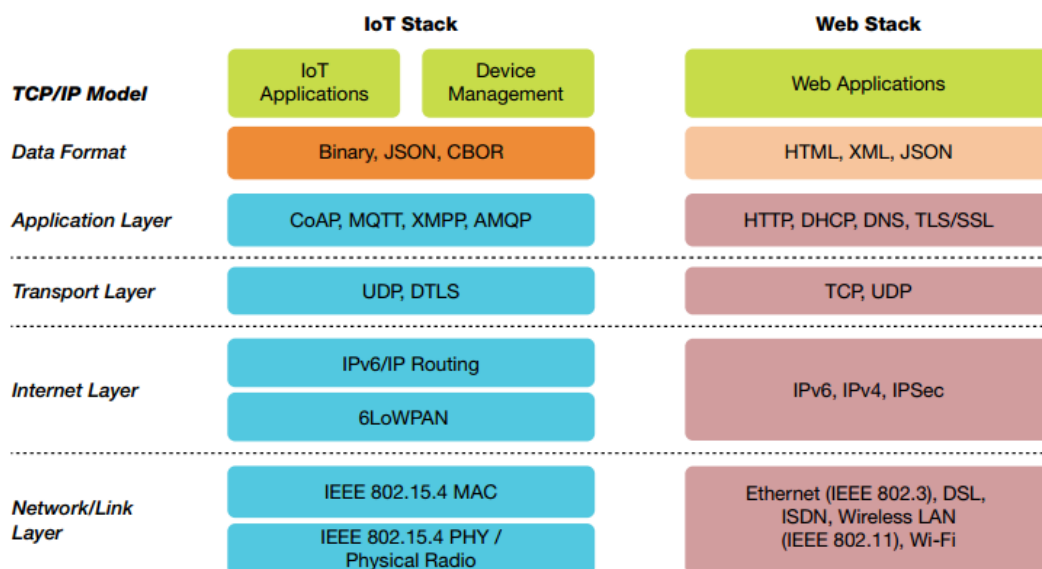 IoT Stack
Web Stack
TCP/IP Model
IoT
Applications
Device
Management
Web Applications
Data Format
Binary, JSON, CBOR
HTML, XML, JSON
Application Layer
CoAP, MQTT, XMPP, AMQP
HTTP, DHCP, DNS, TLS/SSL
Transport Layer
UDP, DTLS
TCP, UDP
Internet Layer
IPv6/IP Routing
6LoWPAN
IPv6, IPv4, IPSec
Network/Link
Layer
IEEE 802.15.4 MAC
IEEE 802.15.4 PHY /
Physical Radio
Ethernet (IEEE 802.3), DSL,
ISDN, Wireless LAN
(IEEE 802.11), Wi-Fi